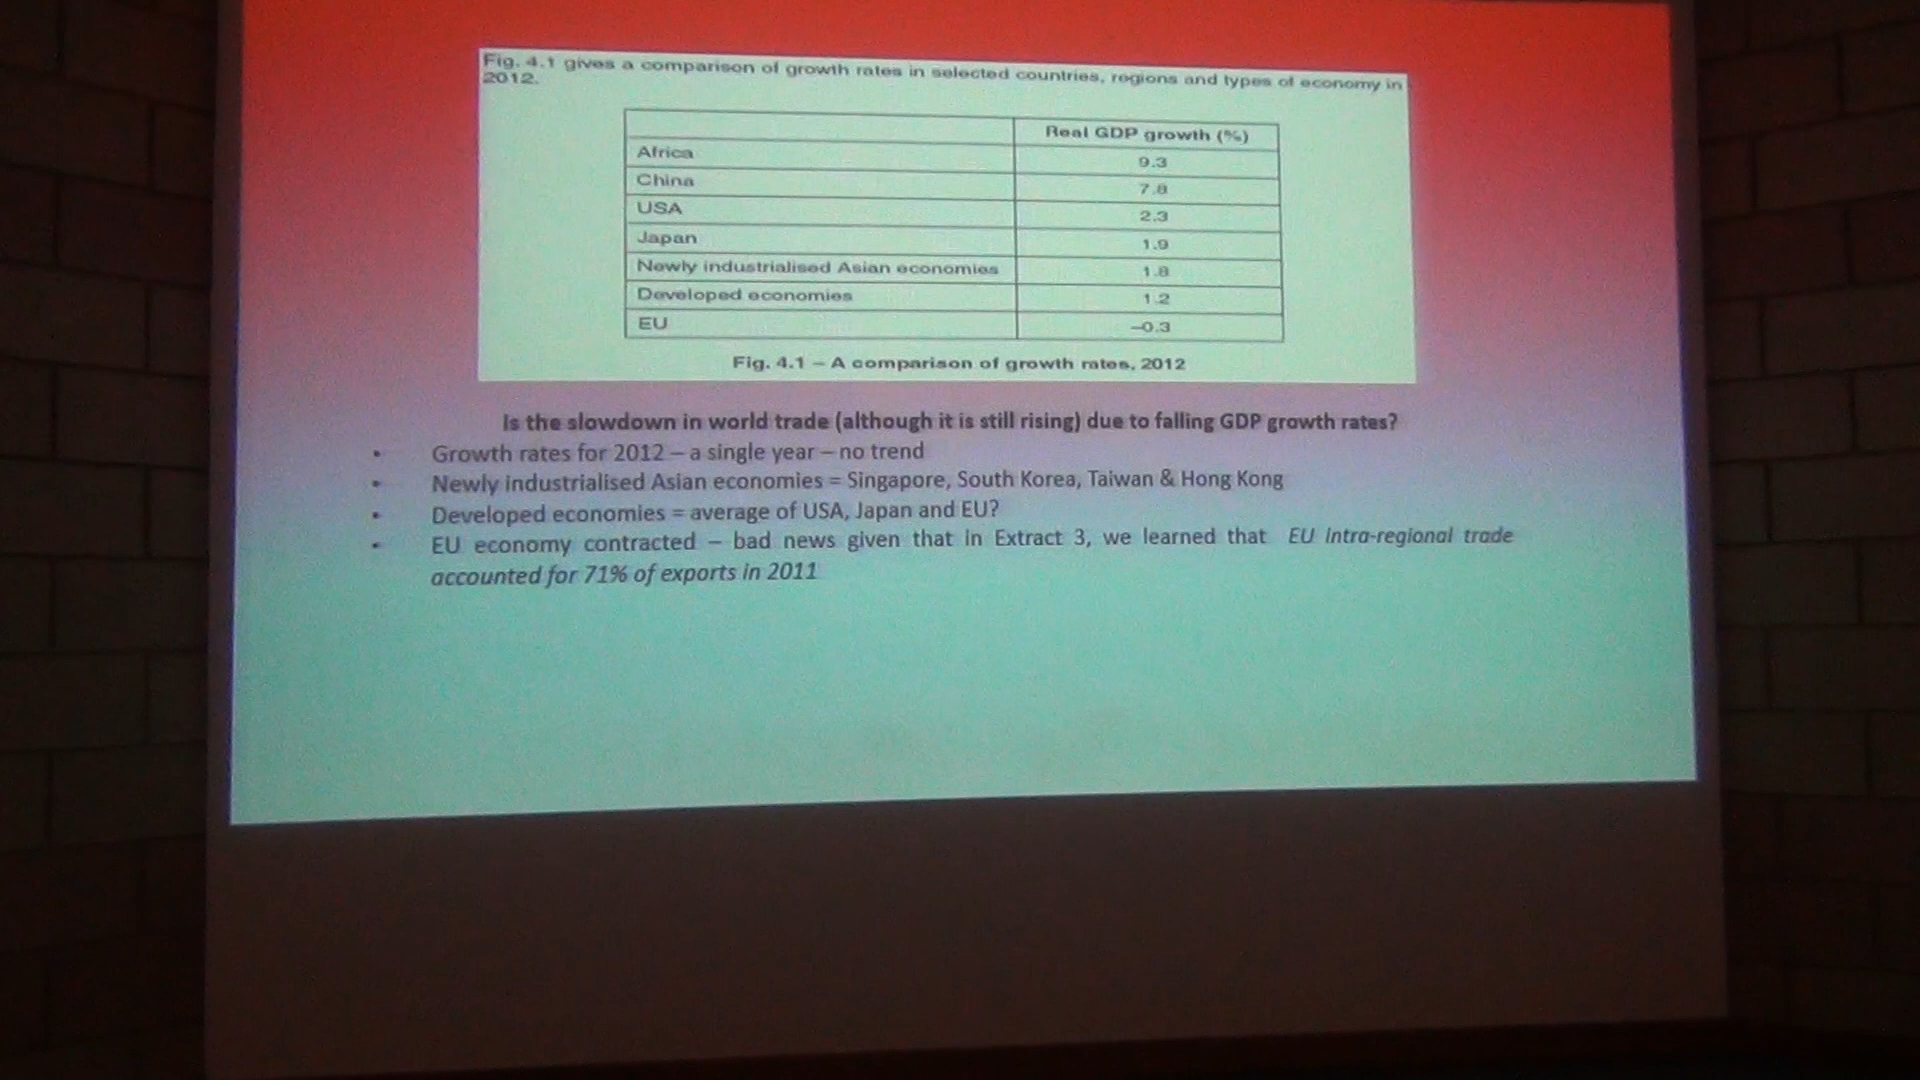 Fig. 4.1 gives a comparison of growth rates in selected countries, regions and types of economy in
2012.
Real GDP growth (%)
Africa 9.3
China 7.8
USA 2.3
Japan 1.9
Newly industrialised Asian economies 1.8
Developed economies 1.2
EU –0.3
Fig. 4.1 – A comparison of growth rates, 2012
Is the slowdown in world trade (although it is still rising) due to falling GDP growth rates?
• Growth rates for 2012 – a single year – no trend
• Newly industrialised Asian economies = Singapore, South Korea, Taiwan & Hong Kong
• Developed economies = average of USA, Japan and EU?
• EU economy contracted – bad news given that in Extract 3, we learned that EU intra-regional trade
accounted for 71% of exports in 2011